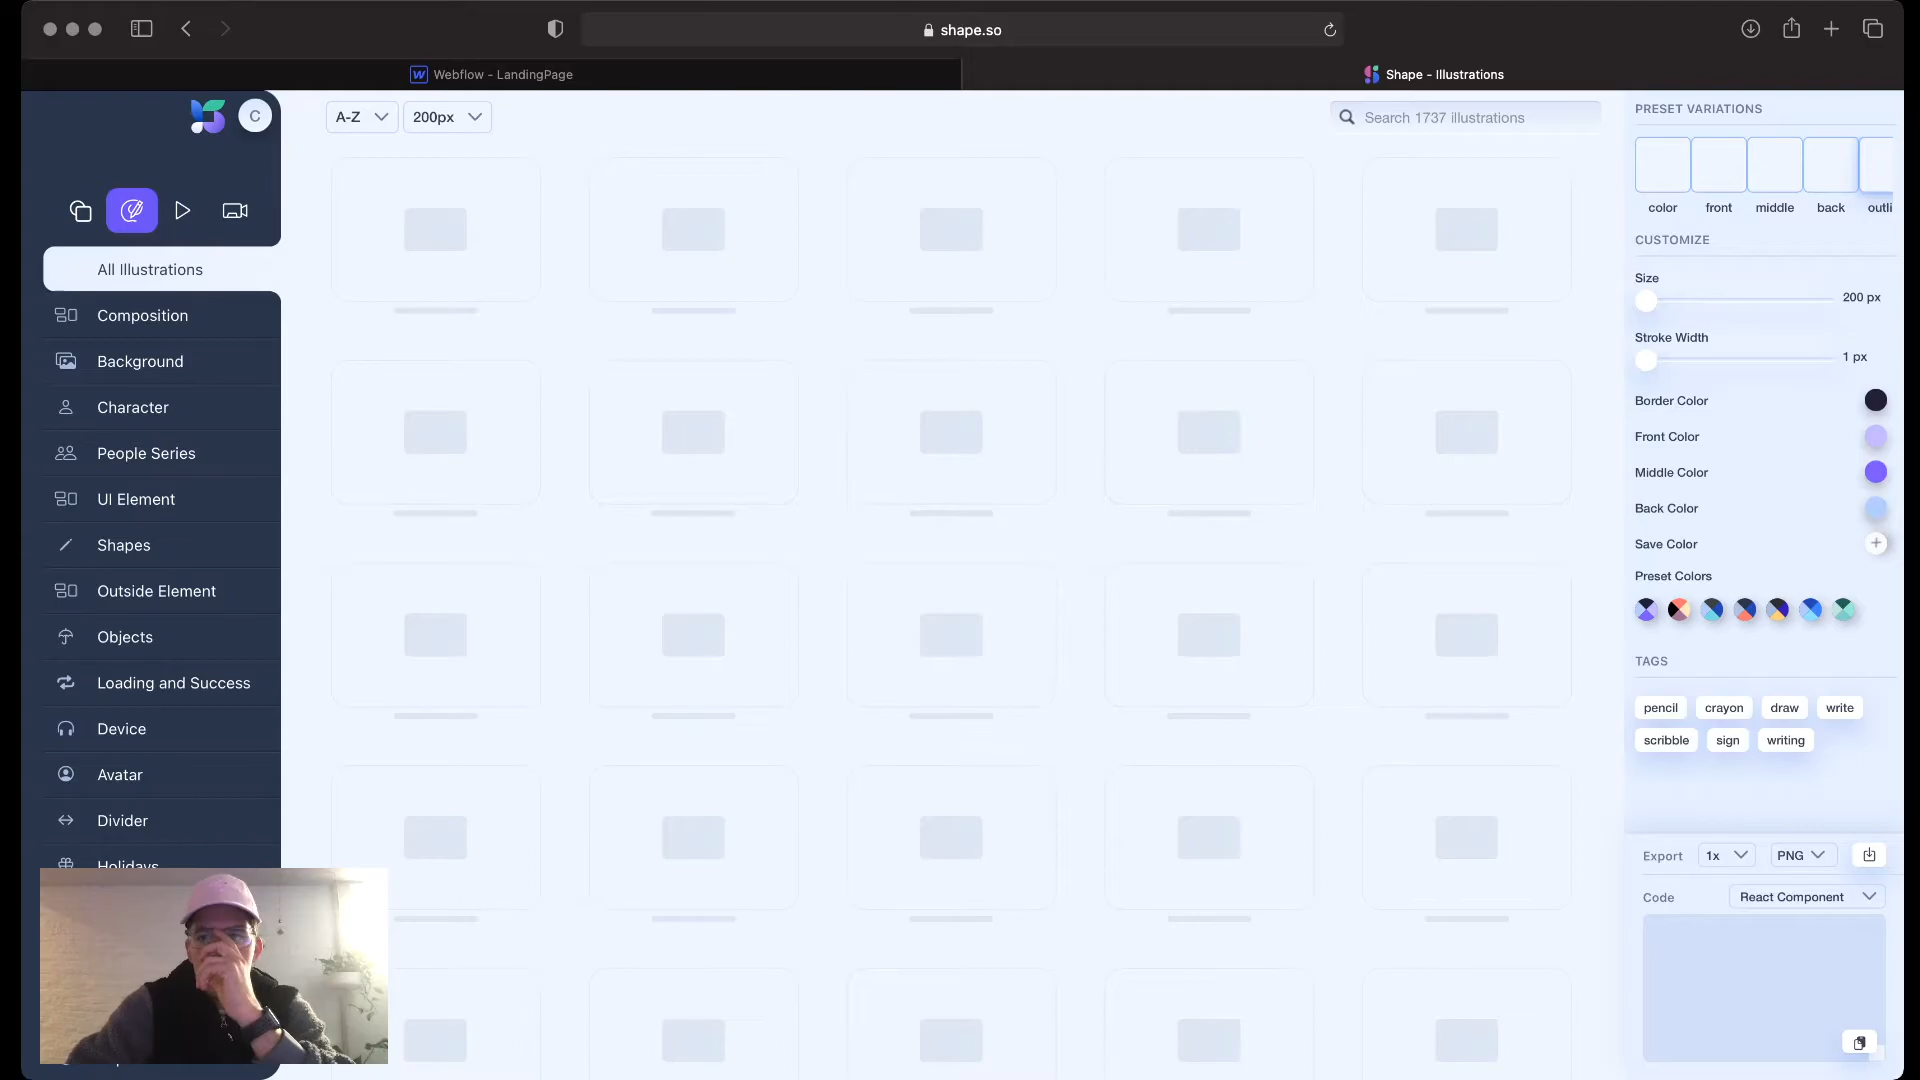 shape.so
W Webflow - LandingPage
Shape - Illustrations
C
A-Z
200px
Search 1737 illustrations
All Illustrations
Composition
Background
Character
People Series
UI Element
Shapes
Outside Element
Objects
Loading and Success
Device
Avatar
Divider
Holidays
PRESET VARIATIONS
color front middle back outli
CUSTOMIZE
Size
200 px
Stroke Width
1 px
Border Color
Front Color
Middle Color
Back Color
Save Color
Preset Colors
TAGS
pencil crayon draw write
scribble sign writing
Export 1x PNG
Code React Component